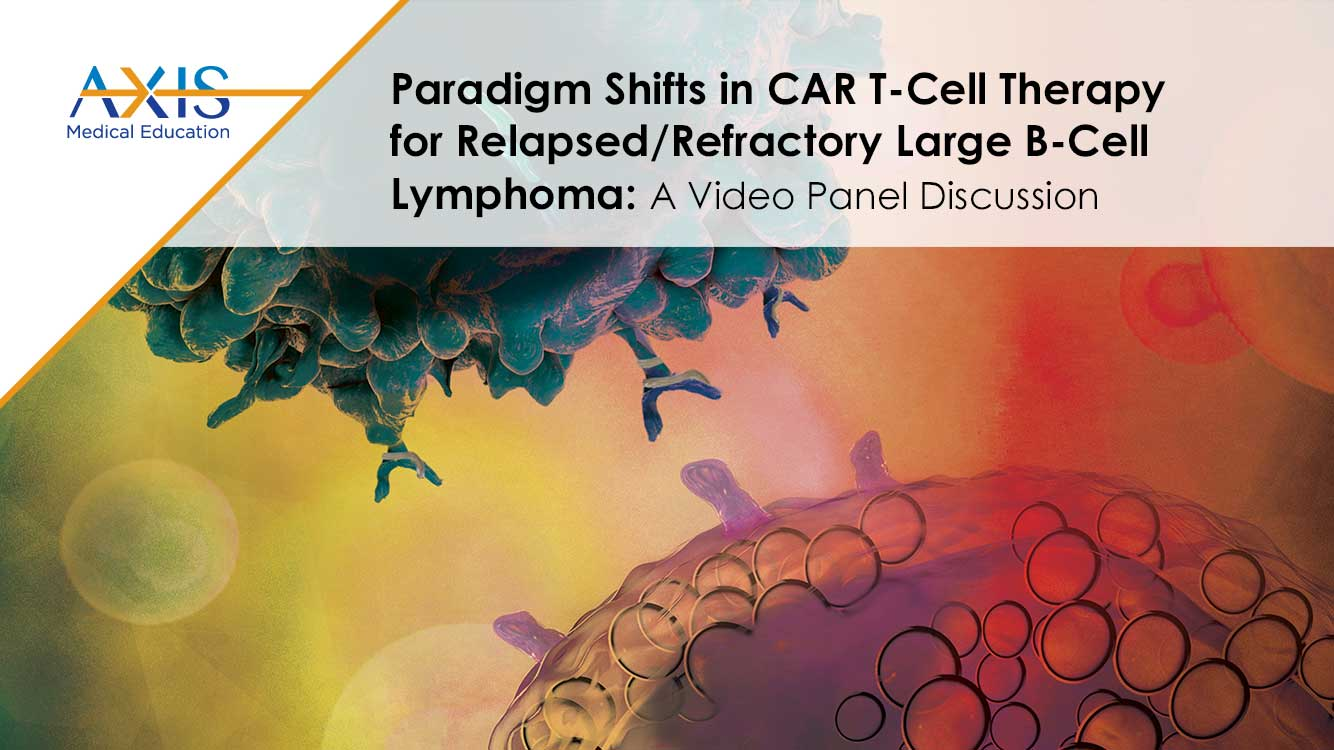 AXIS
Medical Education
Paradigm Shifts in CAR T-Cell Therapy
for Relapsed/Refractory Large B-Cell
Lymphoma: A Video Panel Discussion